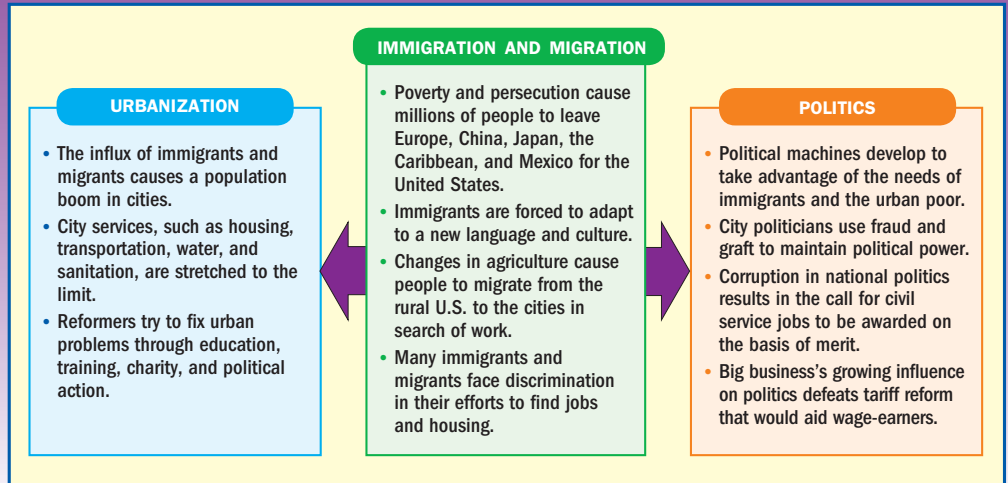 URBANIZATION
• The influx of immigrants and
migrants causes a population
boom in cities.
• City services, such as housing,
transportation, water, and
sanitation, are stretched to the
limit.
• Reformers try to fix urban
problems through education,
training, charity, and political
action.
IMMIGRATION AND MIGRATION
• Poverty and persecution cause
millions of people to leave
Europe, China, Japan, the
Caribbean, and Mexico for the
United States.
• Immigrants are forced to adapt
to a new language and culture.
• Changes in agriculture cause
people to migrate from the
rural U.S. to the cities in
search of work.
• Many immigrants and
migrants face discrimination
in their efforts to find jobs
and housing.
POLITICS
• Political machines develop to
take advantage of the needs of
immigrants and the urban poor.
• City politicians use fraud and
graft to maintain political power.
• Corruption in national politics
results in the call for civil
service jobs to be awarded on
the basis of merit.
• Big business's growing influence
on politics defeats tariff reform
that would aid wage-earners.